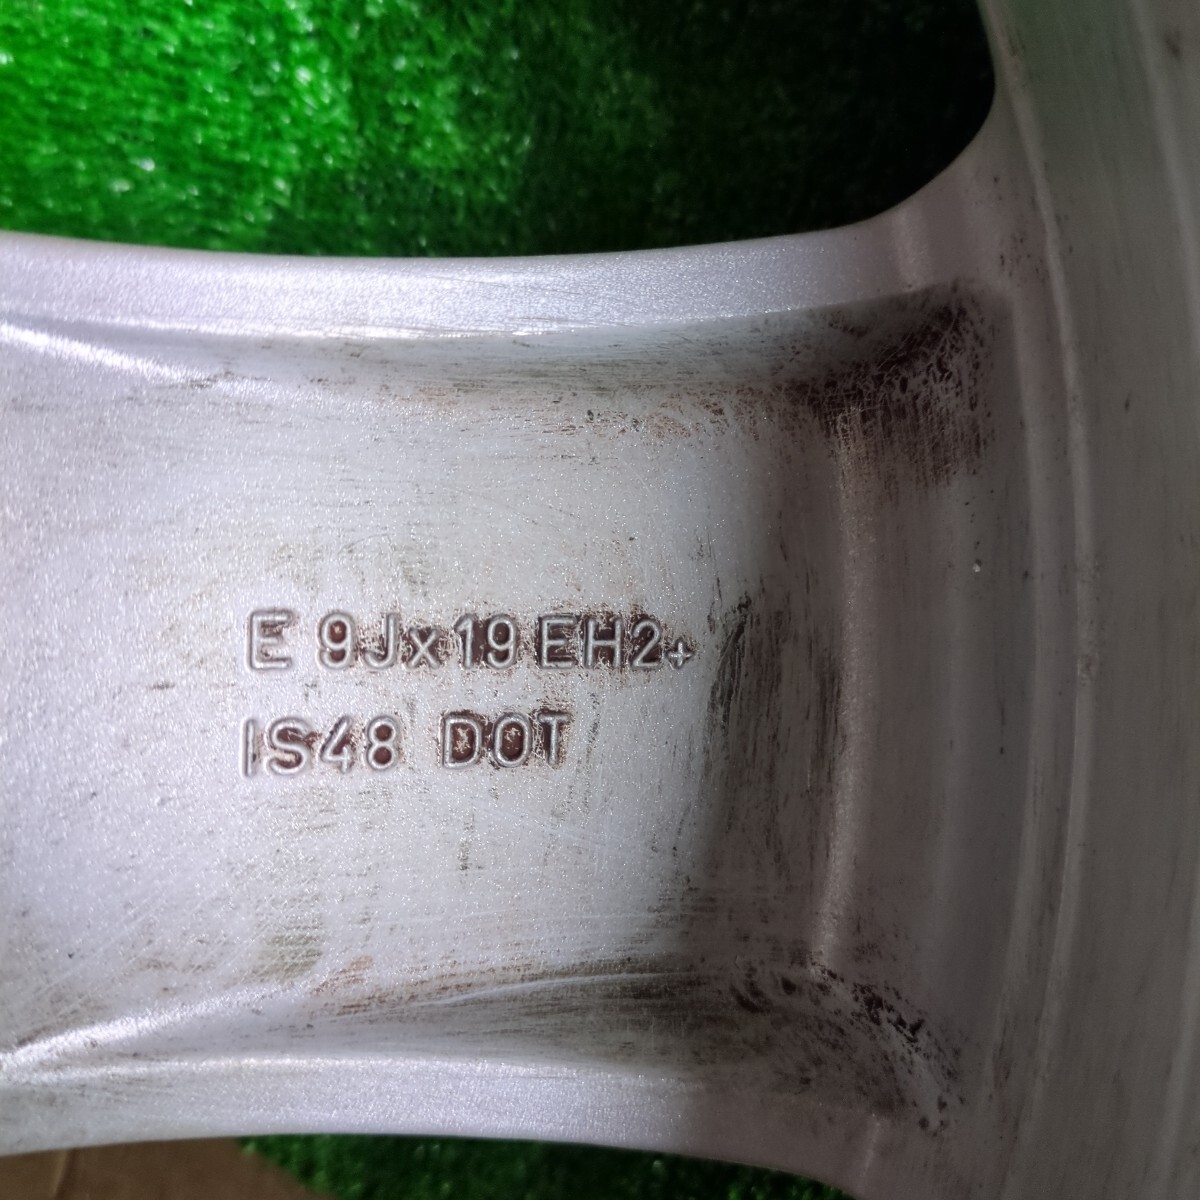 E 9Jx19 EH2+
IS48 DOT